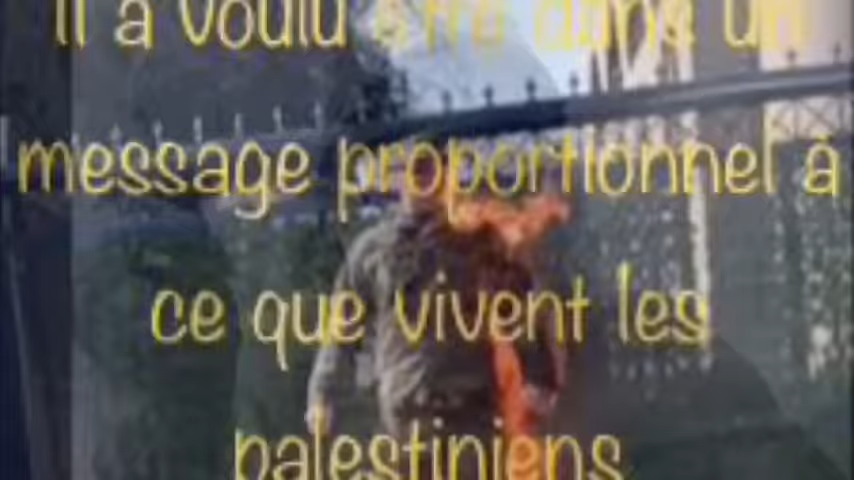 Il a voulu être dans un
message proportionnel à
ce que vivent les
palestiniens